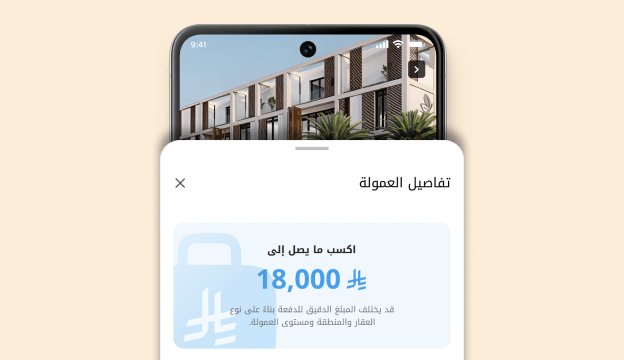 9:41
تفاصيل العمولة
اكسب ما يصل إلى
18,000
قد يختلف المبلغ الدقيق للدفعة بناءً على نوع
العقار والمنطقة ومستوى العمولة.